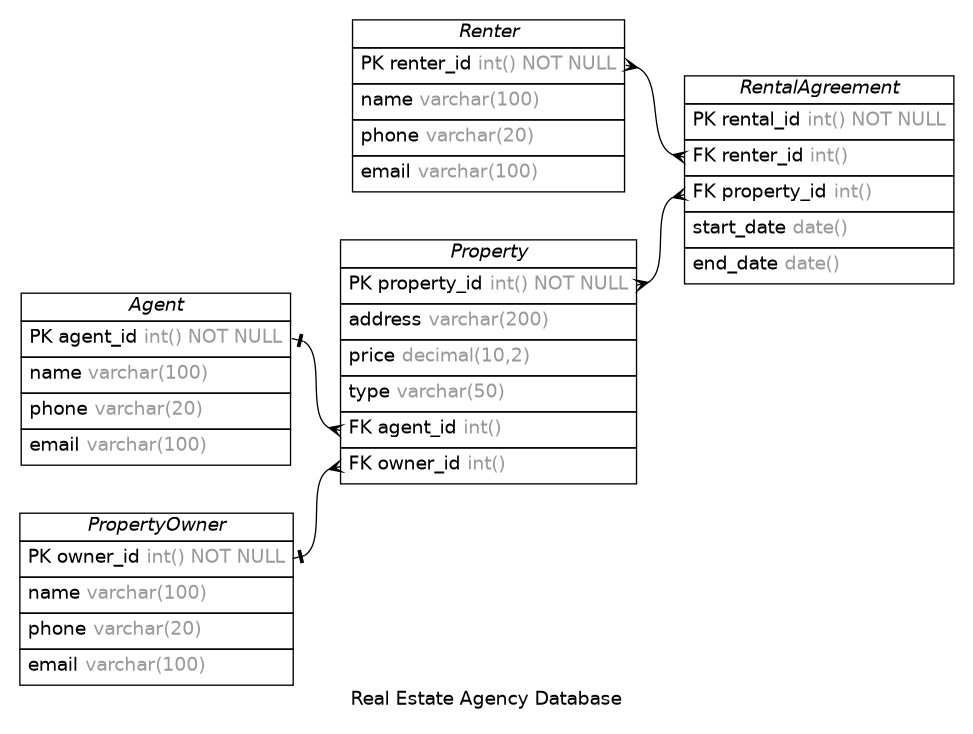 Renter
PK renter_id int() NOT NULL
name varchar(100)
phone varchar(20)
email varchar(100)
RentalAgreement
PK rental_id int() NOT NULL
FK renter_id int()
FK property_id int()
start_date date()
end_date date()
Property
PK property_id int() NOT NULL
address varchar(200)
price decimal(10,2)
type varchar(50)
FK agent_id int()
FK owner_id int()
Agent
PK agent_id int() NOT NULL
name varchar(100)
phone varchar(20)
email varchar(100)
PropertyOwner
PK owner_id int() NOT NULL
name varchar(100)
phone varchar(20)
email varchar(100)
Real Estate Agency Database